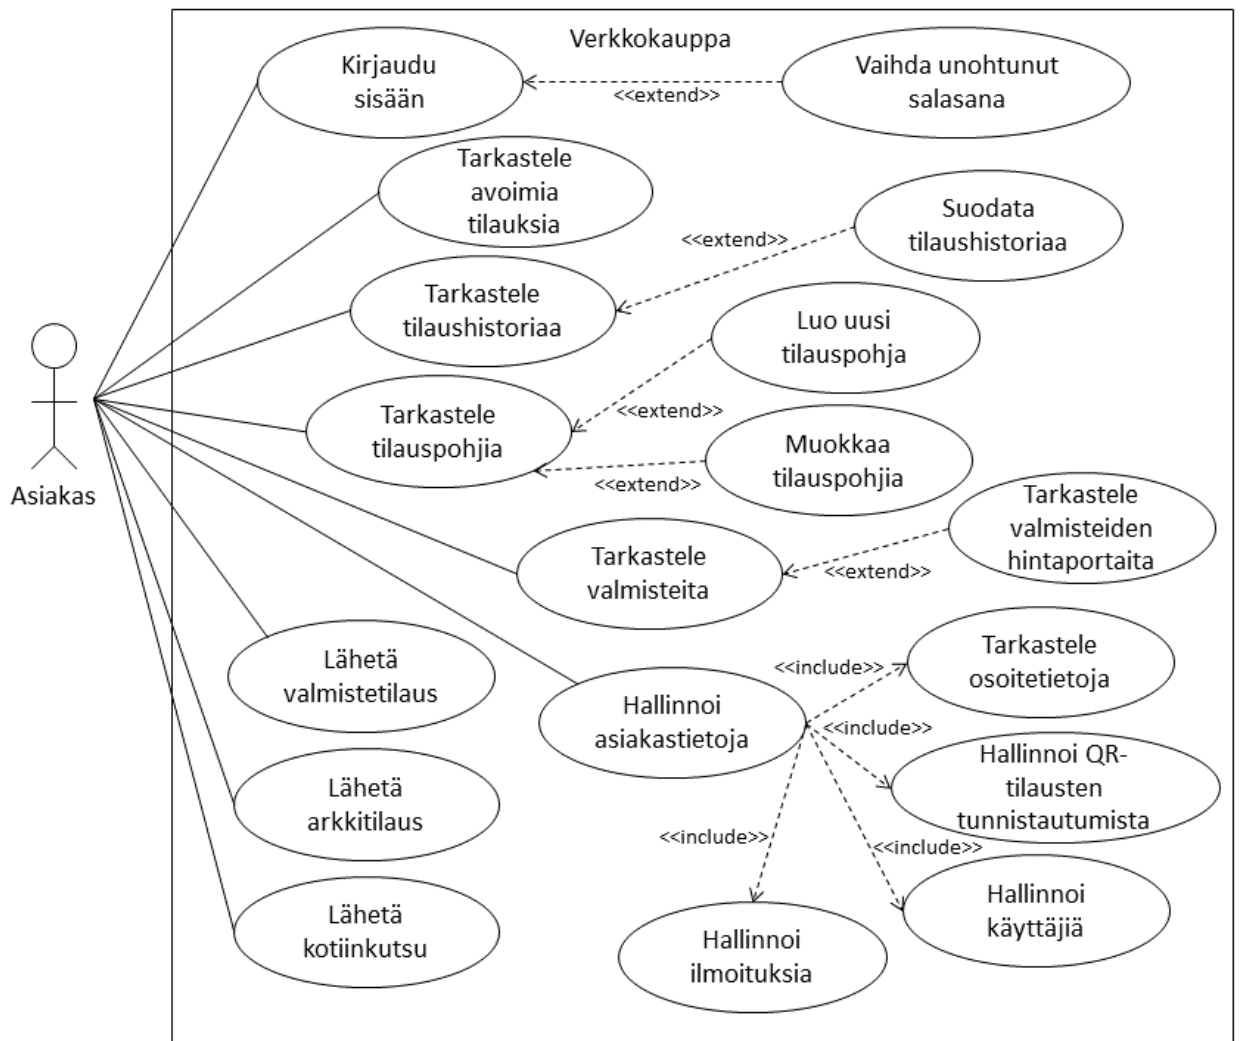 Verkkokauppa
Kirjaudu
sisään
<<extend>>
Vaihda unohtunut
salasana
Tarkastele
avoimia
tilauksia
Suodata
tilaushistoriaa
<<extend>>
Tarkastele
tilaushistoriaa
Luo uusi
tilauspohja
<<extend>>
Tarkastele
tilauspohjia
Muokkaa
tilauspohjia
<<extend>>
Asiakas
Tarkastele
valmisteiden
hintaportaita
<<extend>>
Tarkastele
valmisteita
Lähetä
valmistetilaus
Hallinnoi
asiakastietoja
<<include>>
Tarkastele
osoitetietoja
<<include>>
Hallinnoi QR-
tilausten
tunnistautumista
Lähetä
arkkitilaus
<<include>>
<<include>>
Hallinnoi
käyttäjiä
Lähetä
kotiinkutsu
Hallinnoi
ilmoituksia